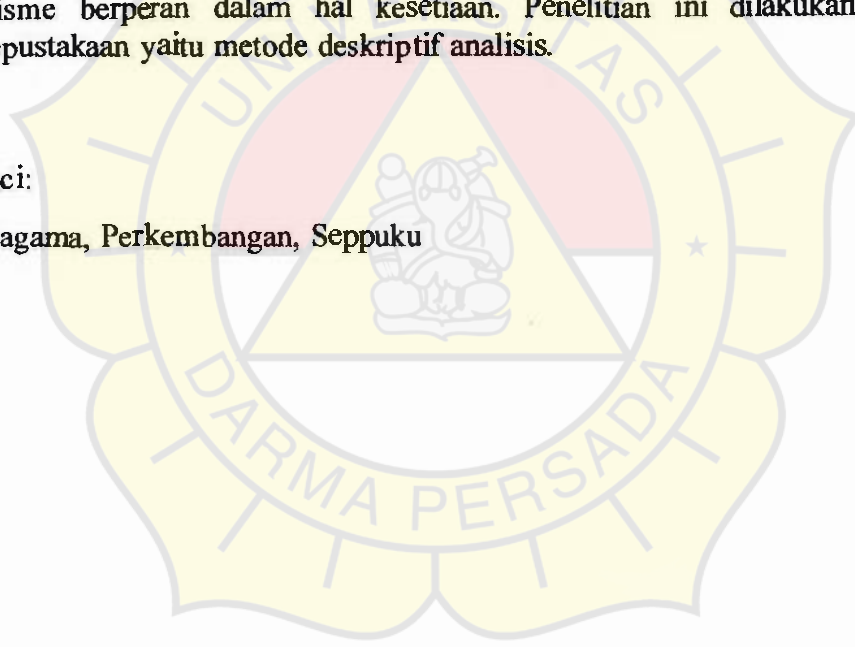 isme berperan dalam hal kesetiaan. Penelitian ini dilakukan
pustakaan yaitu metode deskriptif analisis.
ci:
agama, Perkembangan, Seppuku
UNIVERSITAS
DARMA PERSADA